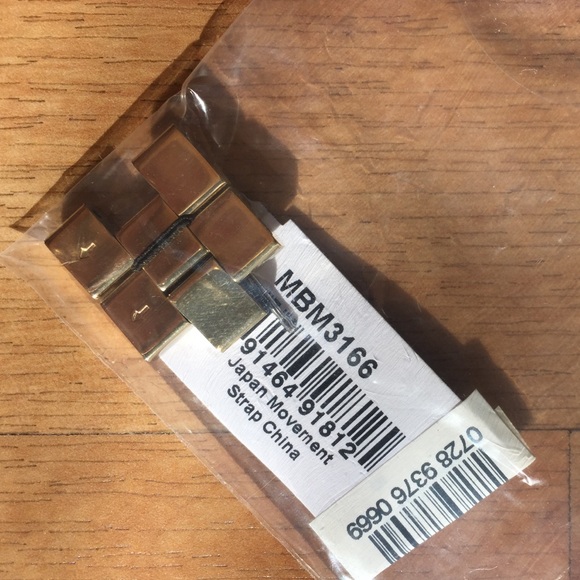 MBM3166
91464 91812
Japan Movement
Strap China
0728 9376 0669